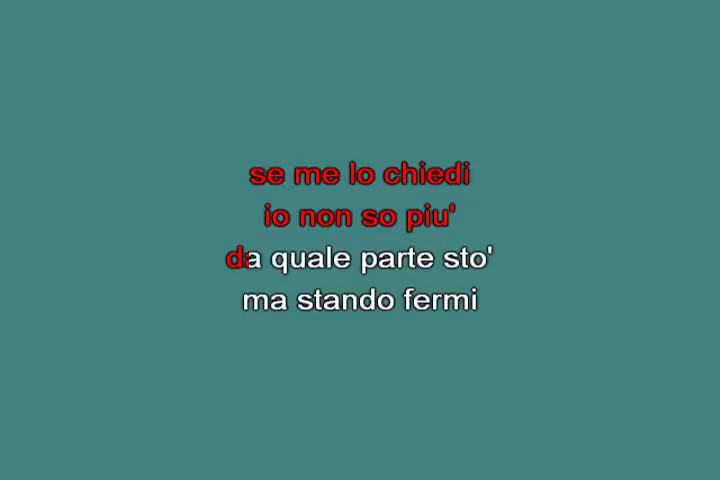 se me lo chiedi
io non so piu'
da quale parte sto'
ma stando fermi